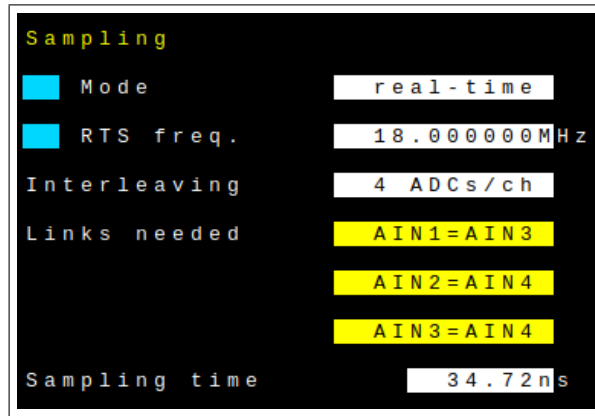 Sampling
Mode real-time
RTS freq. 18.000000MHz
Interleaving 4 ADCs/ch
Links needed AIN1=AIN3
AIN2=AIN4
AIN3=AIN4
Sampling time 34.72ns